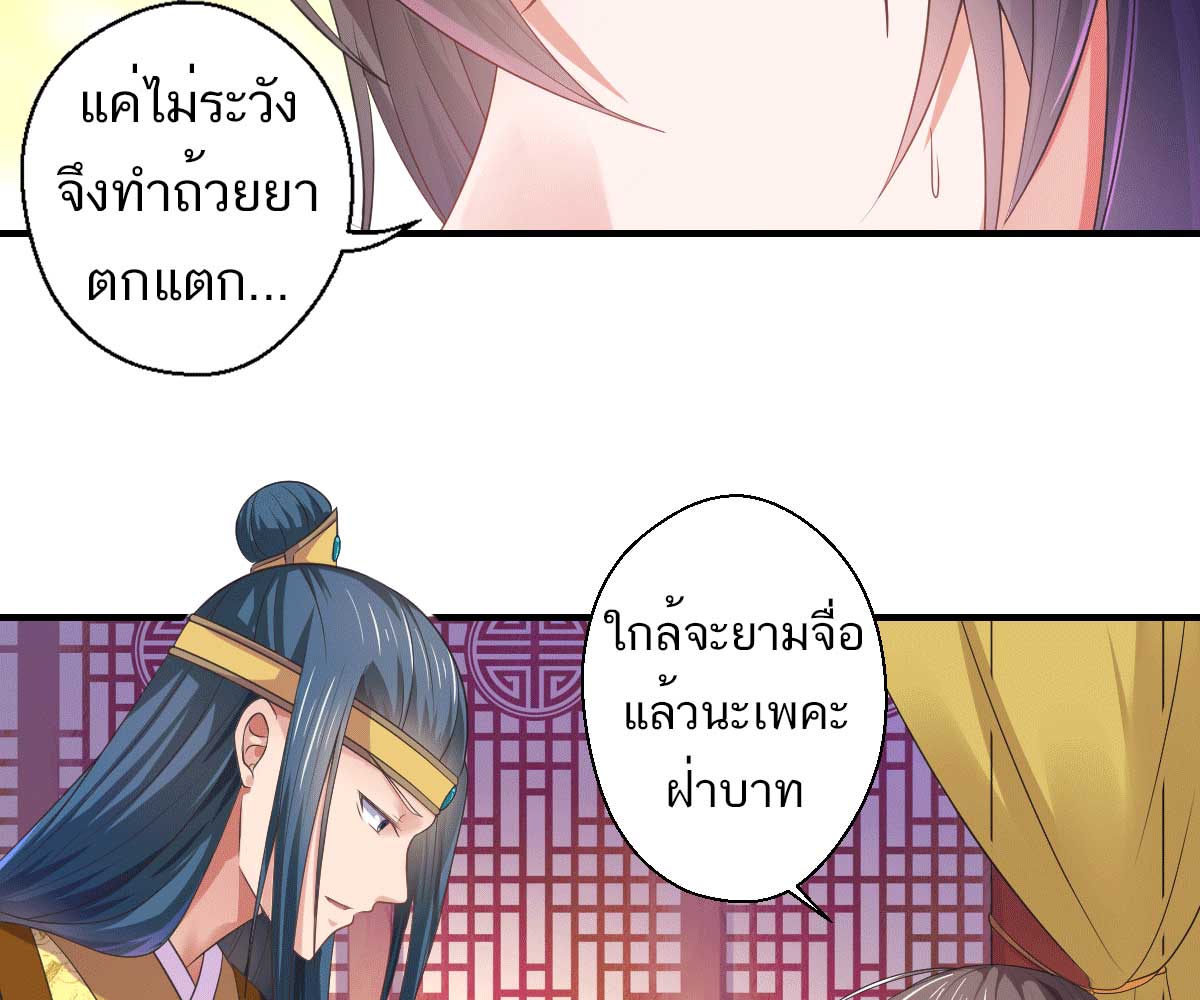 แค่ไม่ระวัง
จึงทำถ้วยยา
ตกแตก...
ใกล้จะยามจื่อ
แล้วนะเพคะ
ฝ่าบาท